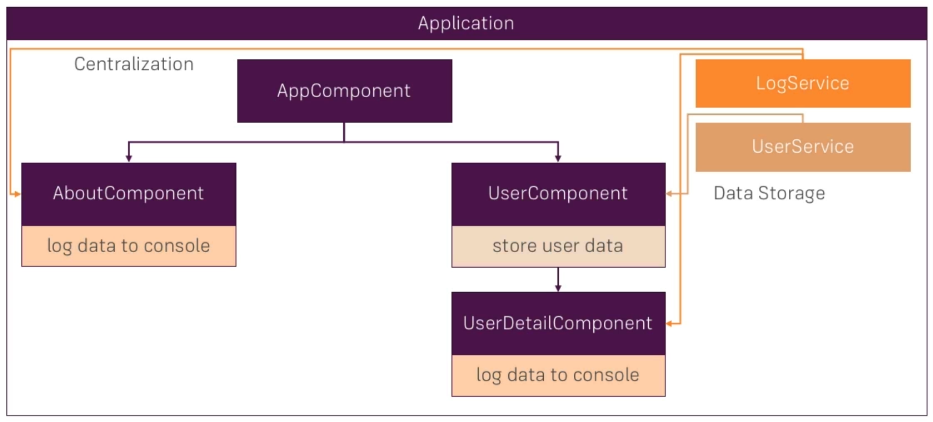 Application
Centralization
AppComponent
LogService
UserService
AboutComponent
UserComponent
Data Storage
log data to console
store user data
UserDetailComponent
log data to console